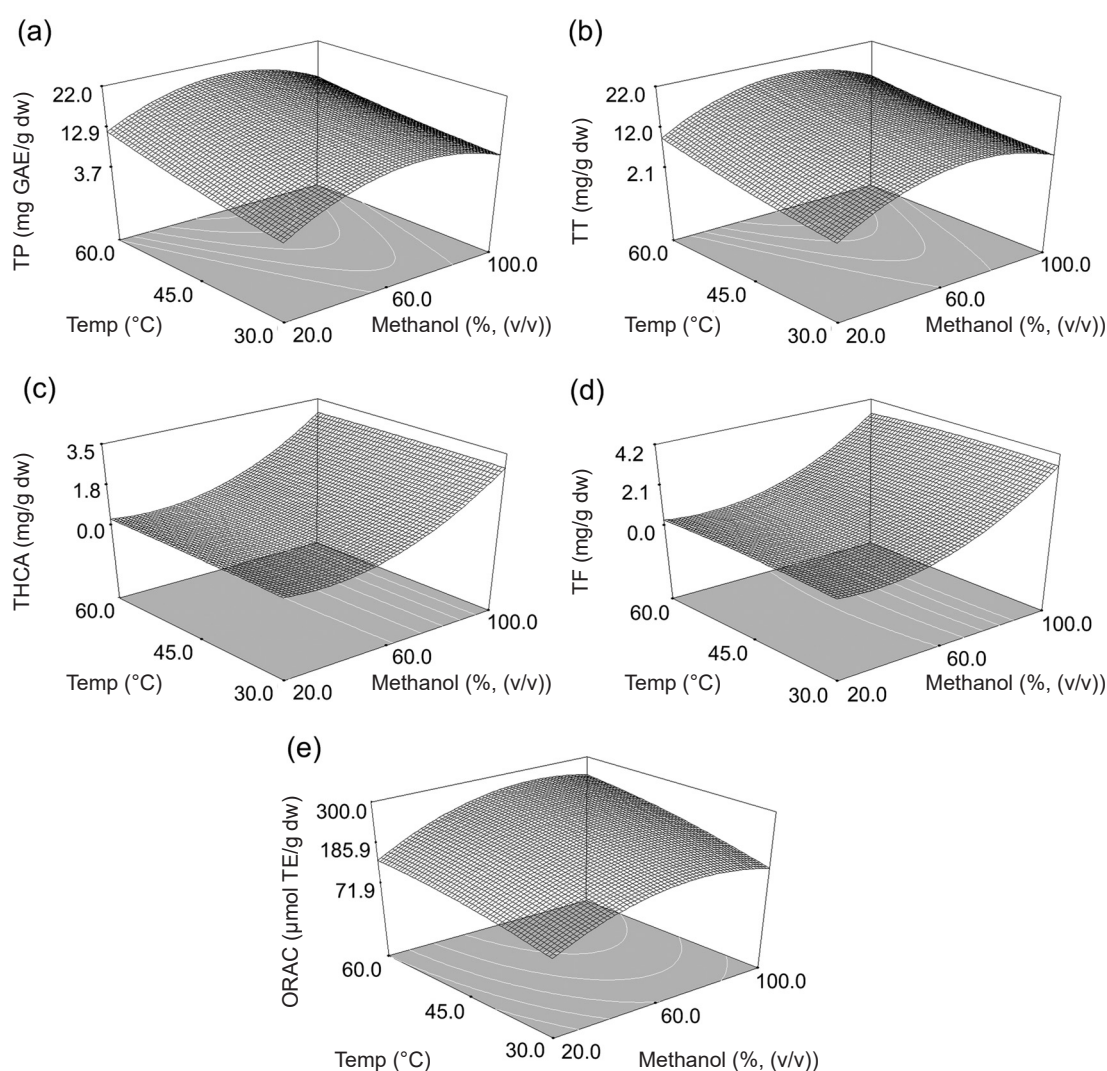 (a)
22.0
12.9
3.7
TP (mg GAE/g dw)
60.0
45.0
30.0
Temp (°C)
20.0
60.0
100.0
Methanol (%, (v/v))
(b)
22.0
12.0
2.1
TT (mg/g dw)
60.0
45.0
30.0
Temp (°C)
20.0
60.0
100.0
Methanol (%, (v/v))
(c)
3.5
1.8
0.0
THCA (mg/g dw)
60.0
45.0
30.0
Temp (°C)
20.0
60.0
100.0
Methanol (%, (v/v))
(d)
4.2
2.1
0.0
TF (mg/g dw)
60.0
45.0
30.0
Temp (°C)
20.0
60.0
100.0
Methanol (%, (v/v))
(e)
300.0
185.9
71.9
ORAC (µmol TE/g dw)
60.0
45.0
30.0
Temp (°C)
20.0
60.0
100.0
Methanol (%, (v/v))